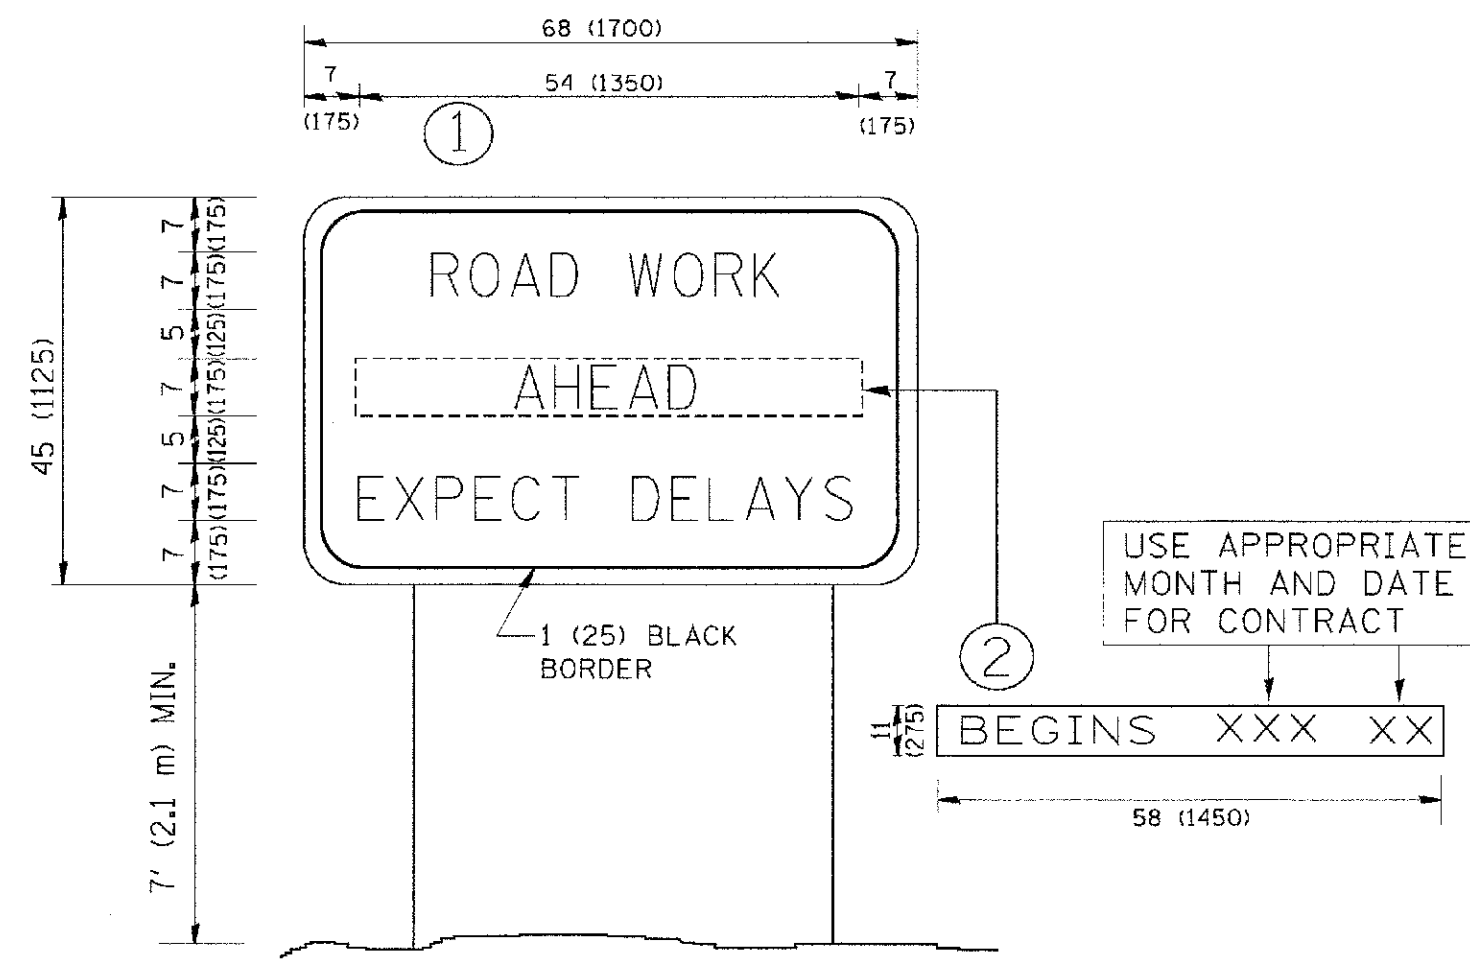 68 (1700)
7 54 (1350) 7
(175) (175)
1
7 (175)
7 (175)
5 (125)
7 (175)
5 (125)
7 (175)
7 (175)
45 (1125)
ROAD WORK
AHEAD
EXPECT DELAYS
1 (25) BLACK
BORDER
7' (2.1 m) MIN.
2
USE APPROPRIATE
MONTH AND DATE
FOR CONTRACT
11
(275)
BEGINS XXX XX
58 (1450)